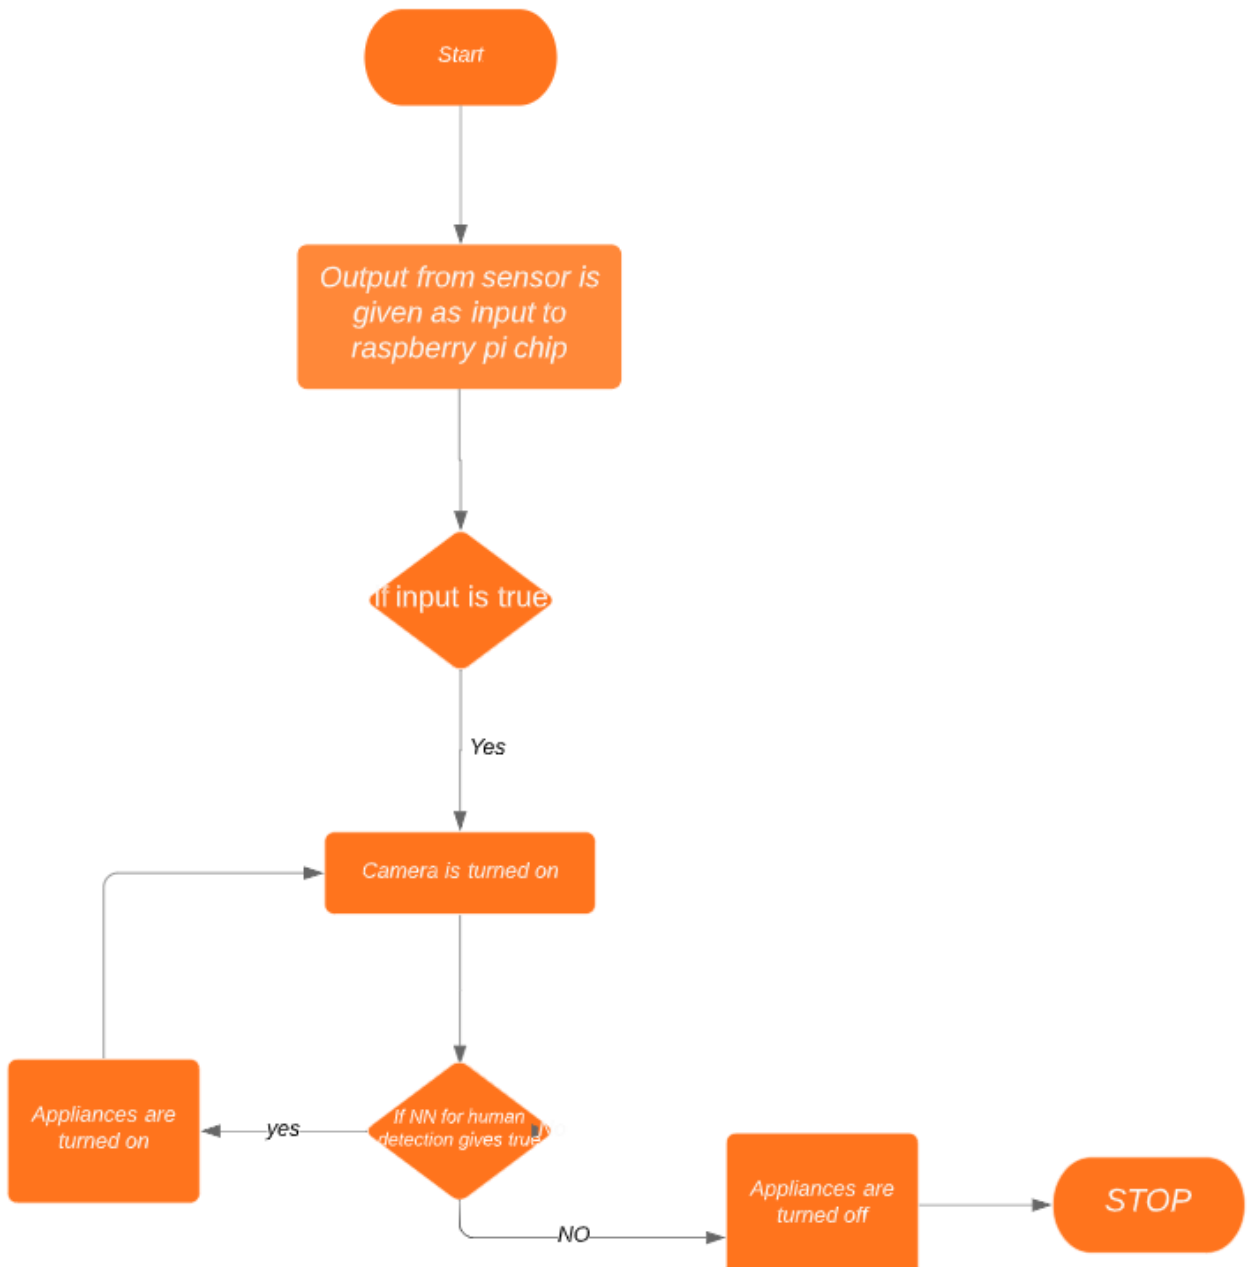 Start
Output from sensor is
given as input to
raspberry pi chip
If input is true
Yes
Camera is turned on
Appliances are
turned on
yes
If NN for human
detection gives true
NO
Appliances are
turned off
STOP